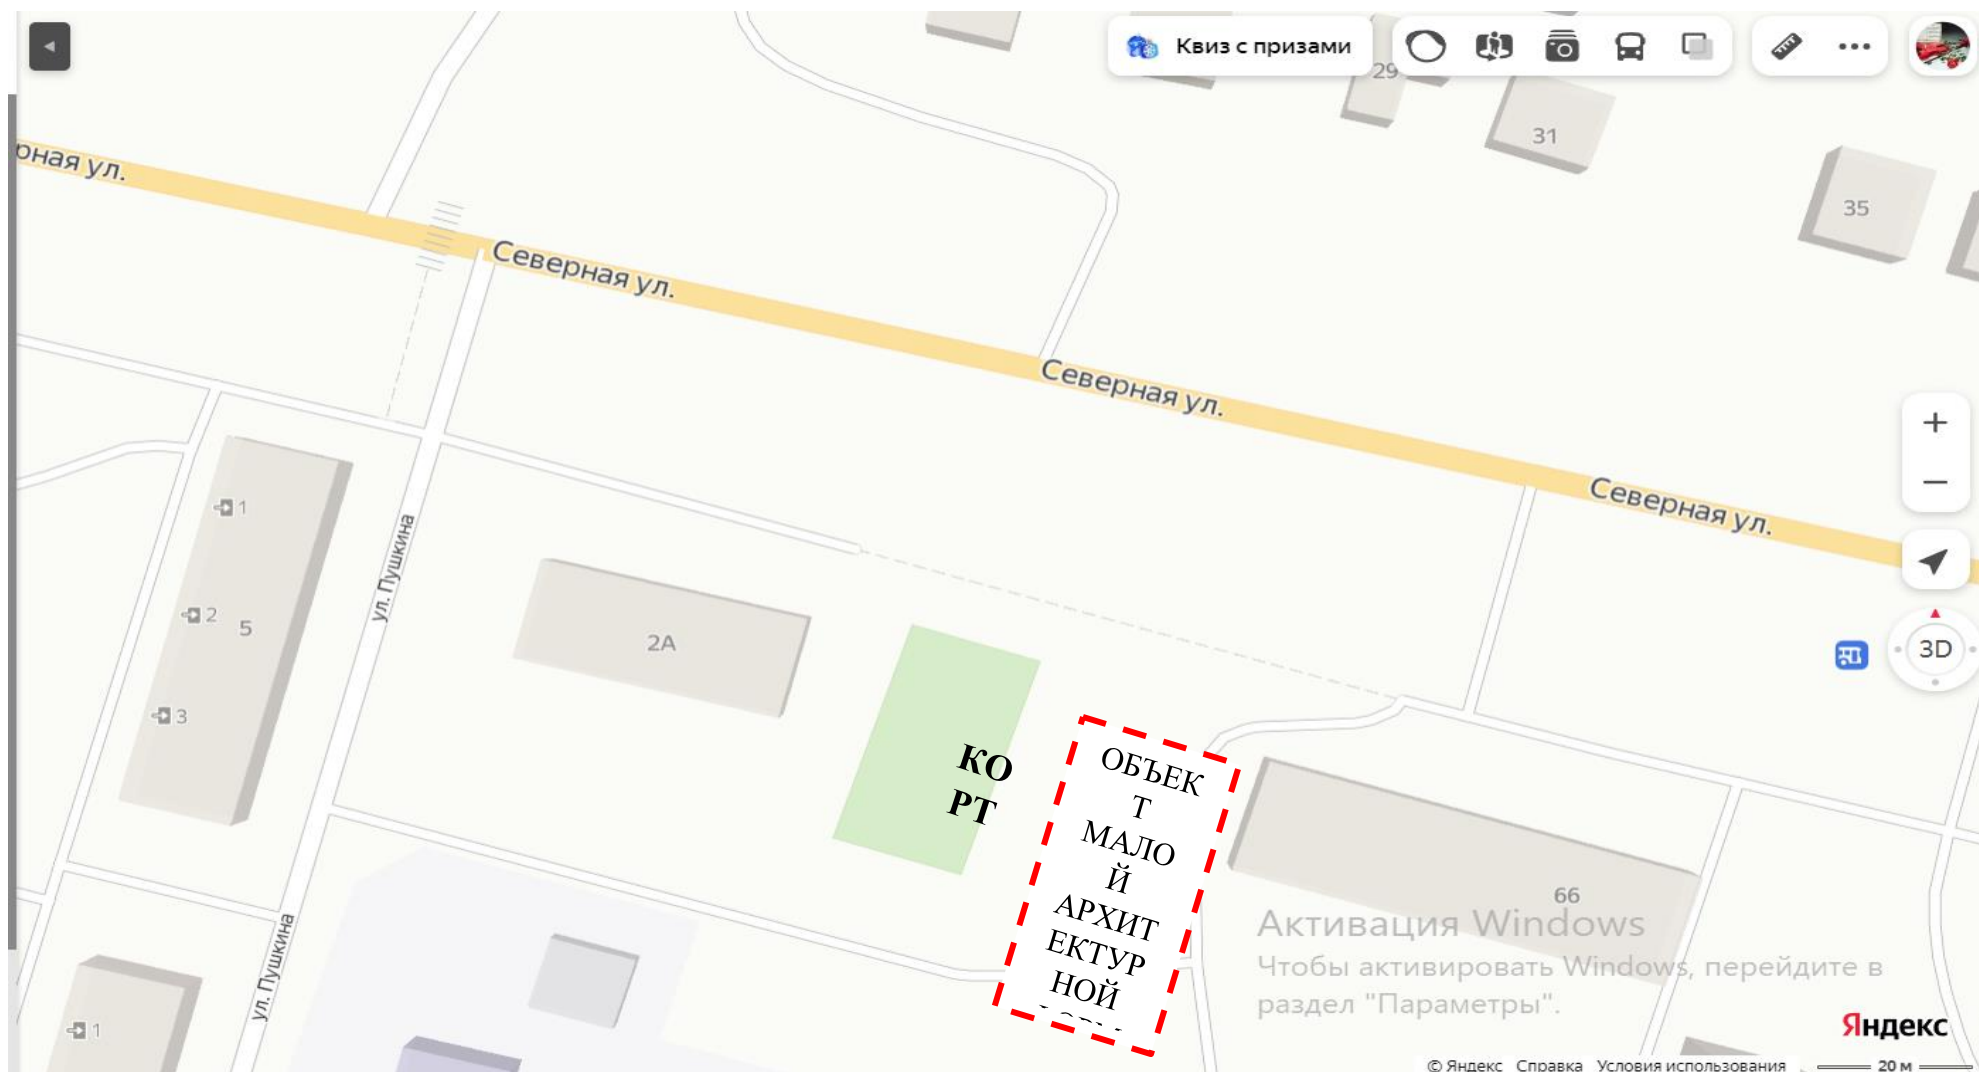 Квиз с призами
29
31
35
рная ул.
Северная ул.
Северная ул.
Северная ул.
1
2
5
3
ул. Пушкина
2А
3D
КО
РТ
ОБЪЕК
Т
МАЛО
Й
АРХИТ
ЕКТУР
НОЙ
66
ул. Пушкина
1
Активация Windows
Чтобы активировать Windows, перейдите в
раздел "Параметры".
Яндекс
© Яндекс Справка Условия использования
20 м